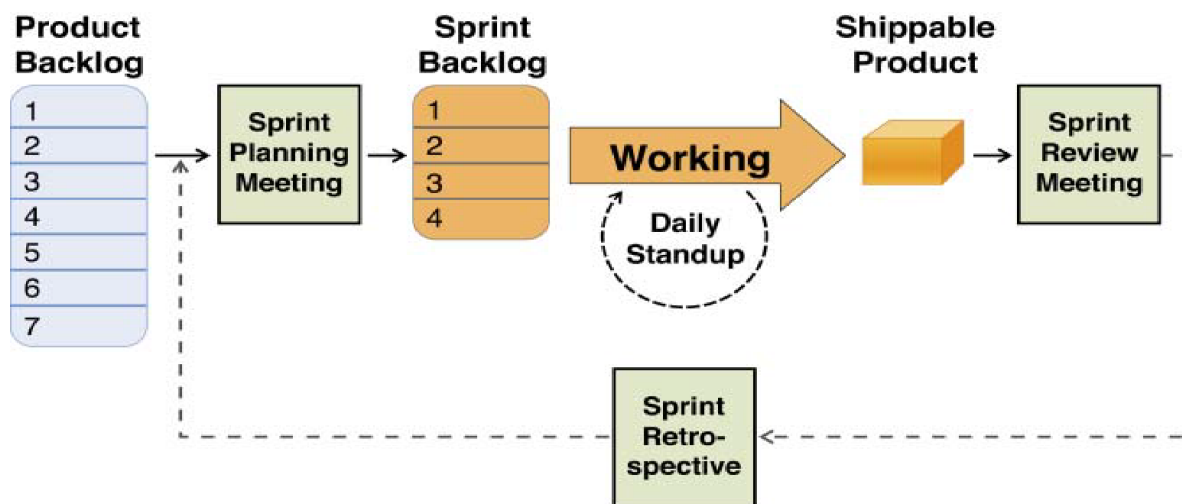 Product
Backlog
1
2
3
4
5
6
7
Sprint
Planning
Meeting
Sprint
Backlog
1
2
3
4
Working
Daily
Standup
Shippable
Product
Sprint
Review
Meeting
Sprint
Retro-
spective